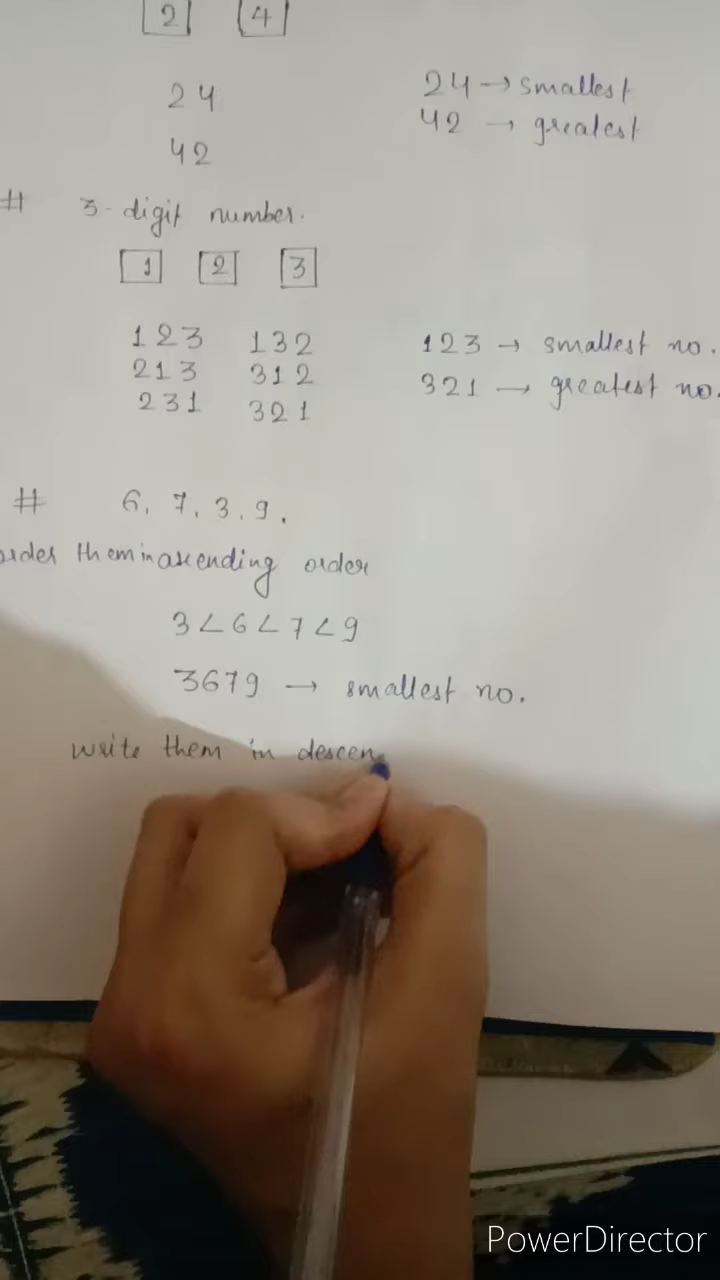 2 4
24
42
24 → smallest
42 → greatest
# 3-digit number.
1 2 3
123 132
213 312
231 321
123 → smallest no.
321 → greatest no.
# 6, 7, 3, 9.
them in ascending order
3 < 6 < 7 < 9
3679 → smallest no.
write them in descen
PowerDirector